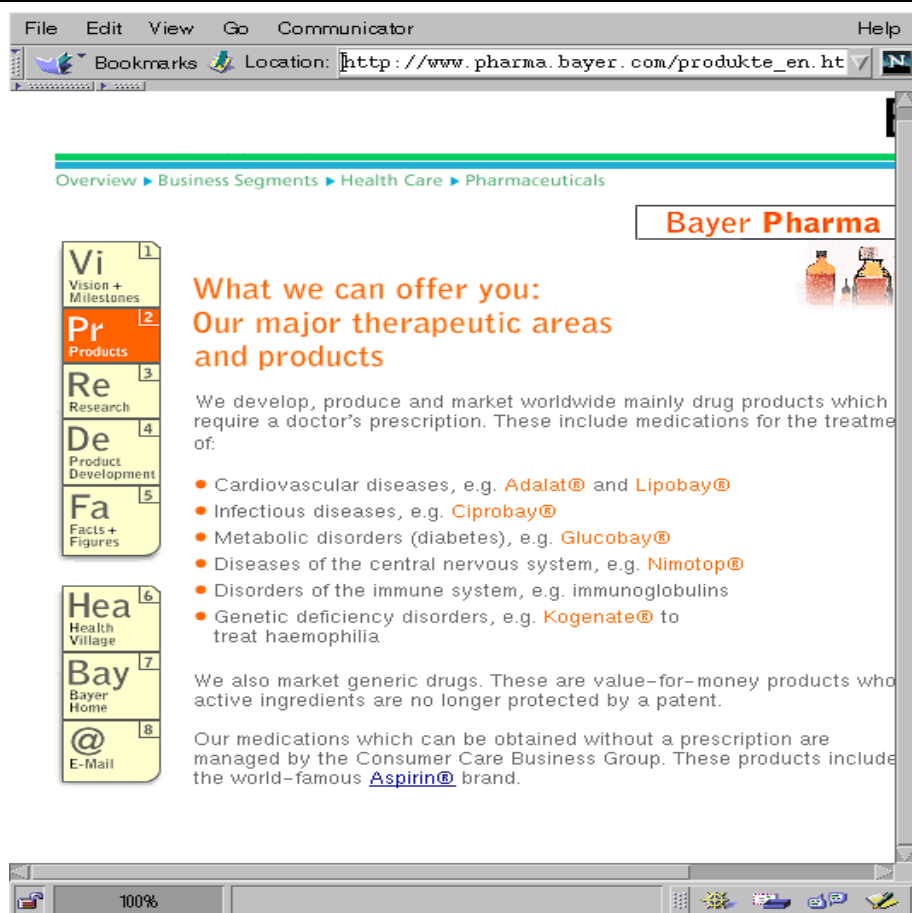 File Edit View Go Communicator Help
Bookmarks Location: http://www.pharma.bayer.com/produkte_en.ht N
Overview ▶ Business Segments ▶ Health Care ▶ Pharmaceuticals
Bayer Pharma
Vi 1
Vision +
Milestones
Pr 2
Products
Re 3
Research
De 4
Product
Development
Fa 5
Facts +
Figures
Hea 6
Health
Village
Bay 7
Bayer
Home
@ 8
E-Mail
What we can offer you:
Our major therapeutic areas
and products
We develop, produce and market worldwide mainly drug products which
require a doctor's prescription. These include medications for the treatme
of:
• Cardiovascular diseases, e.g. Adalat® and Lipobay®
• Infectious diseases, e.g. Ciprobay®
• Metabolic disorders (diabetes), e.g. Glucobay®
• Diseases of the central nervous system, e.g. Nimotop®
• Disorders of the immune system, e.g. immunoglobulins
• Genetic deficiency disorders, e.g. Kogenate® to
treat haemophilia
We also market generic drugs. These are value-for-money products who
active ingredients are no longer protected by a patent.
Our medications which can be obtained without a prescription are
managed by the Consumer Care Business Group. These products include
the world-famous Aspirin® brand.
100%